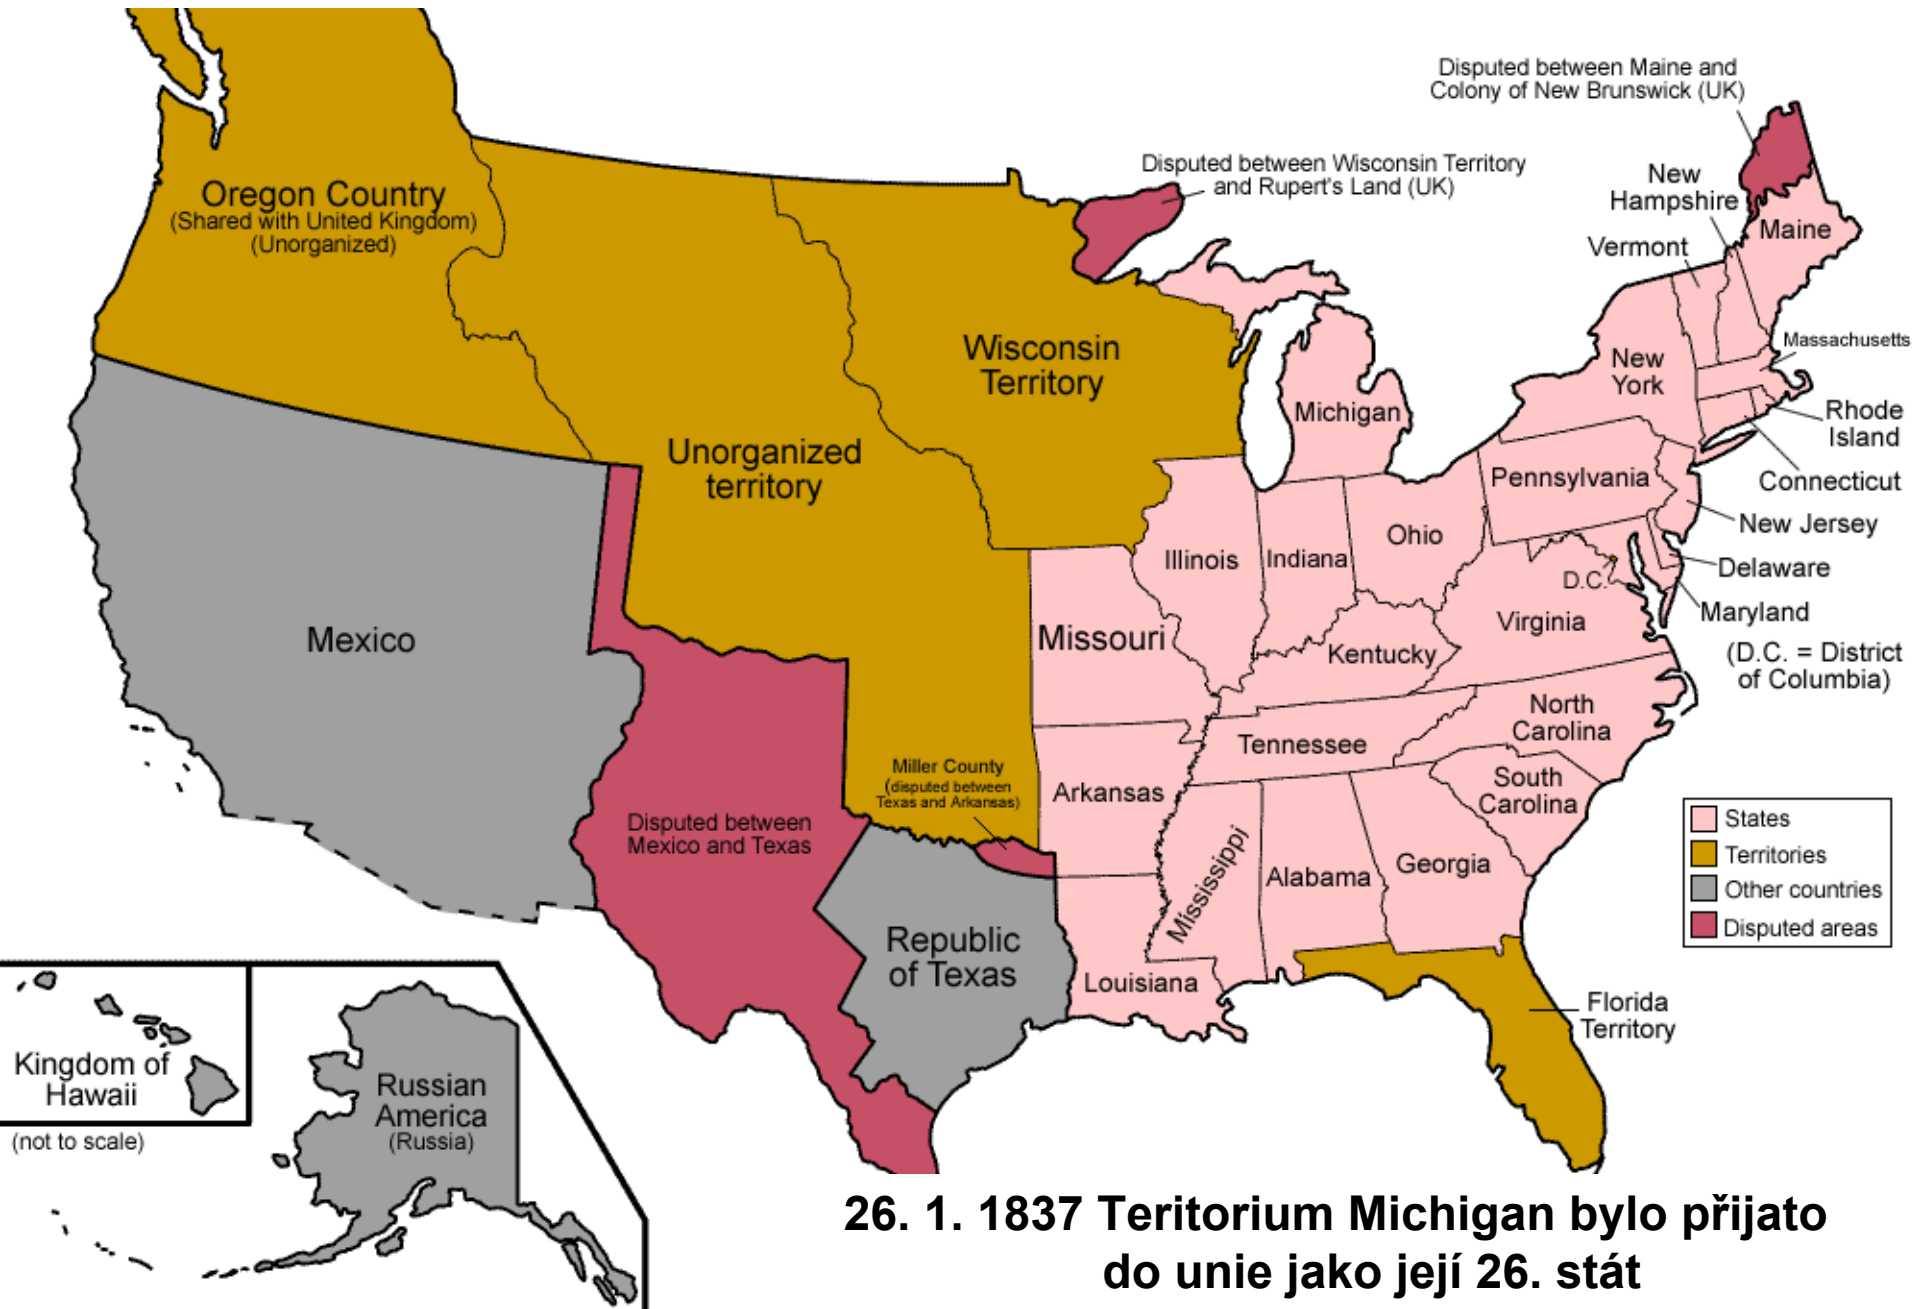 Disputed between Maine and
Colony of New Brunswick (UK)
Disputed between Wisconsin Territory
and Rupert's Land (UK)
New
Hampshire
Vermont
Maine
Oregon Country
(Shared with United Kingdom)
(Unorganized)
Wisconsin
Territory
Massachusetts
New
York
Michigan
Rhode
Island
Unorganized
territory
Pennsylvania
Connecticut
New Jersey
Ohio
Illinois
Indiana
Delaware
D.C.
Maryland
Virginia
Mexico
Missouri
Kentucky
(D.C. = District
of Columbia)
North
Carolina
Tennessee
Miller County
(disputed between
Texas and Arkansas)
Arkansas
South
Carolina
Disputed between
Mexico and Texas
Mississippi
Alabama
Georgia
States
Territories
Other countries
Disputed areas
Republic
of Texas
Louisiana
Florida
Territory
Kingdom of
Hawaii
(not to scale)
Russian
America
(Russia)
26. 1. 1837 Teritorium Michigan bylo přijato
do unie jako její 26. stát